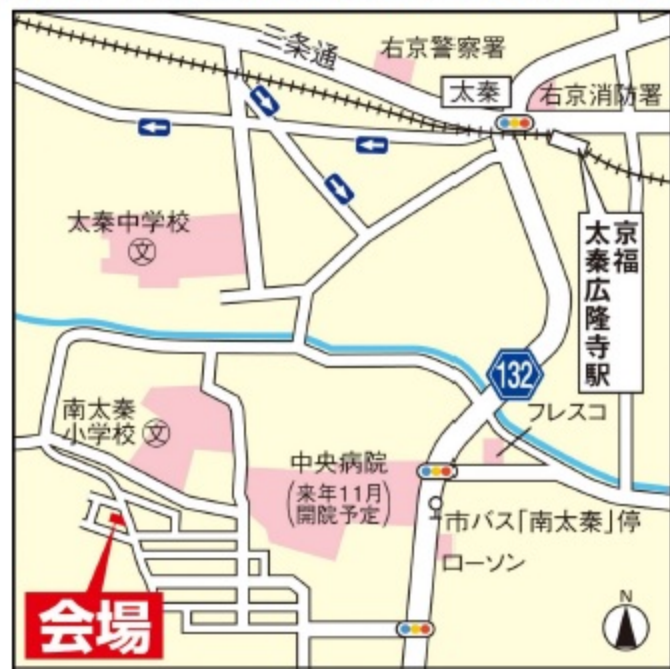 三条通
右京警察署
太秦
右京消防署
太秦中学校
文
京福
太秦広隆寺駅
132
フレスコ
南太秦
小学校
文
中央病院
(来年11月
開院予定)
市バス「南太秦」停
ローソン
会場
N